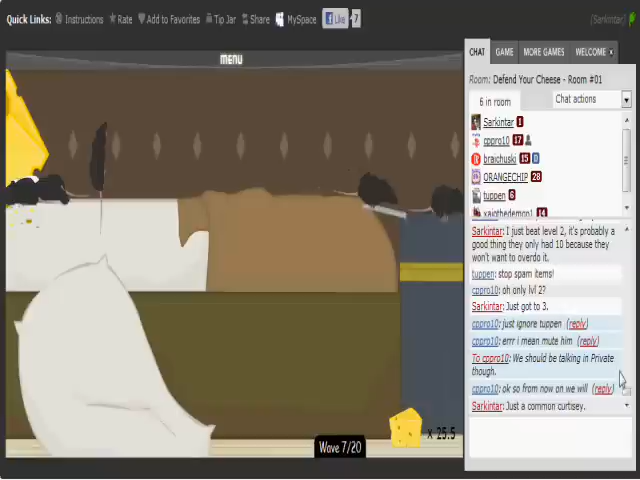 Quick Links: Instructions Rate Add to Favorites Tip Jar Share MySpace Like 7
[Sarkintar]
MENU
CHAT GAME MORE GAMES WELCOME x
Room: Defend Your Cheese - Room #01
6 in room Chat actions
Sarkintar 1
cppro10 17
braichuski 15
ORANGECHIP 28
tuppen 6
xaiothedemon1 14
Sarkintar: I just beat level 2, it's probably a
good thing they only had 10 because they
won't want to overdo it.
tuppen: stop spam items!
cppro10: oh only lvl 2?
Sarkintar: Just got to 3.
cppro10: just ignore tuppen (reply)
cppro10: errr i mean mute him (reply)
To cppro10: We should be talking in Private
though.
cppro10: ok so from now on we will (reply)
Sarkintar: Just a common curtisey.
x 25.5
Wave 7/20